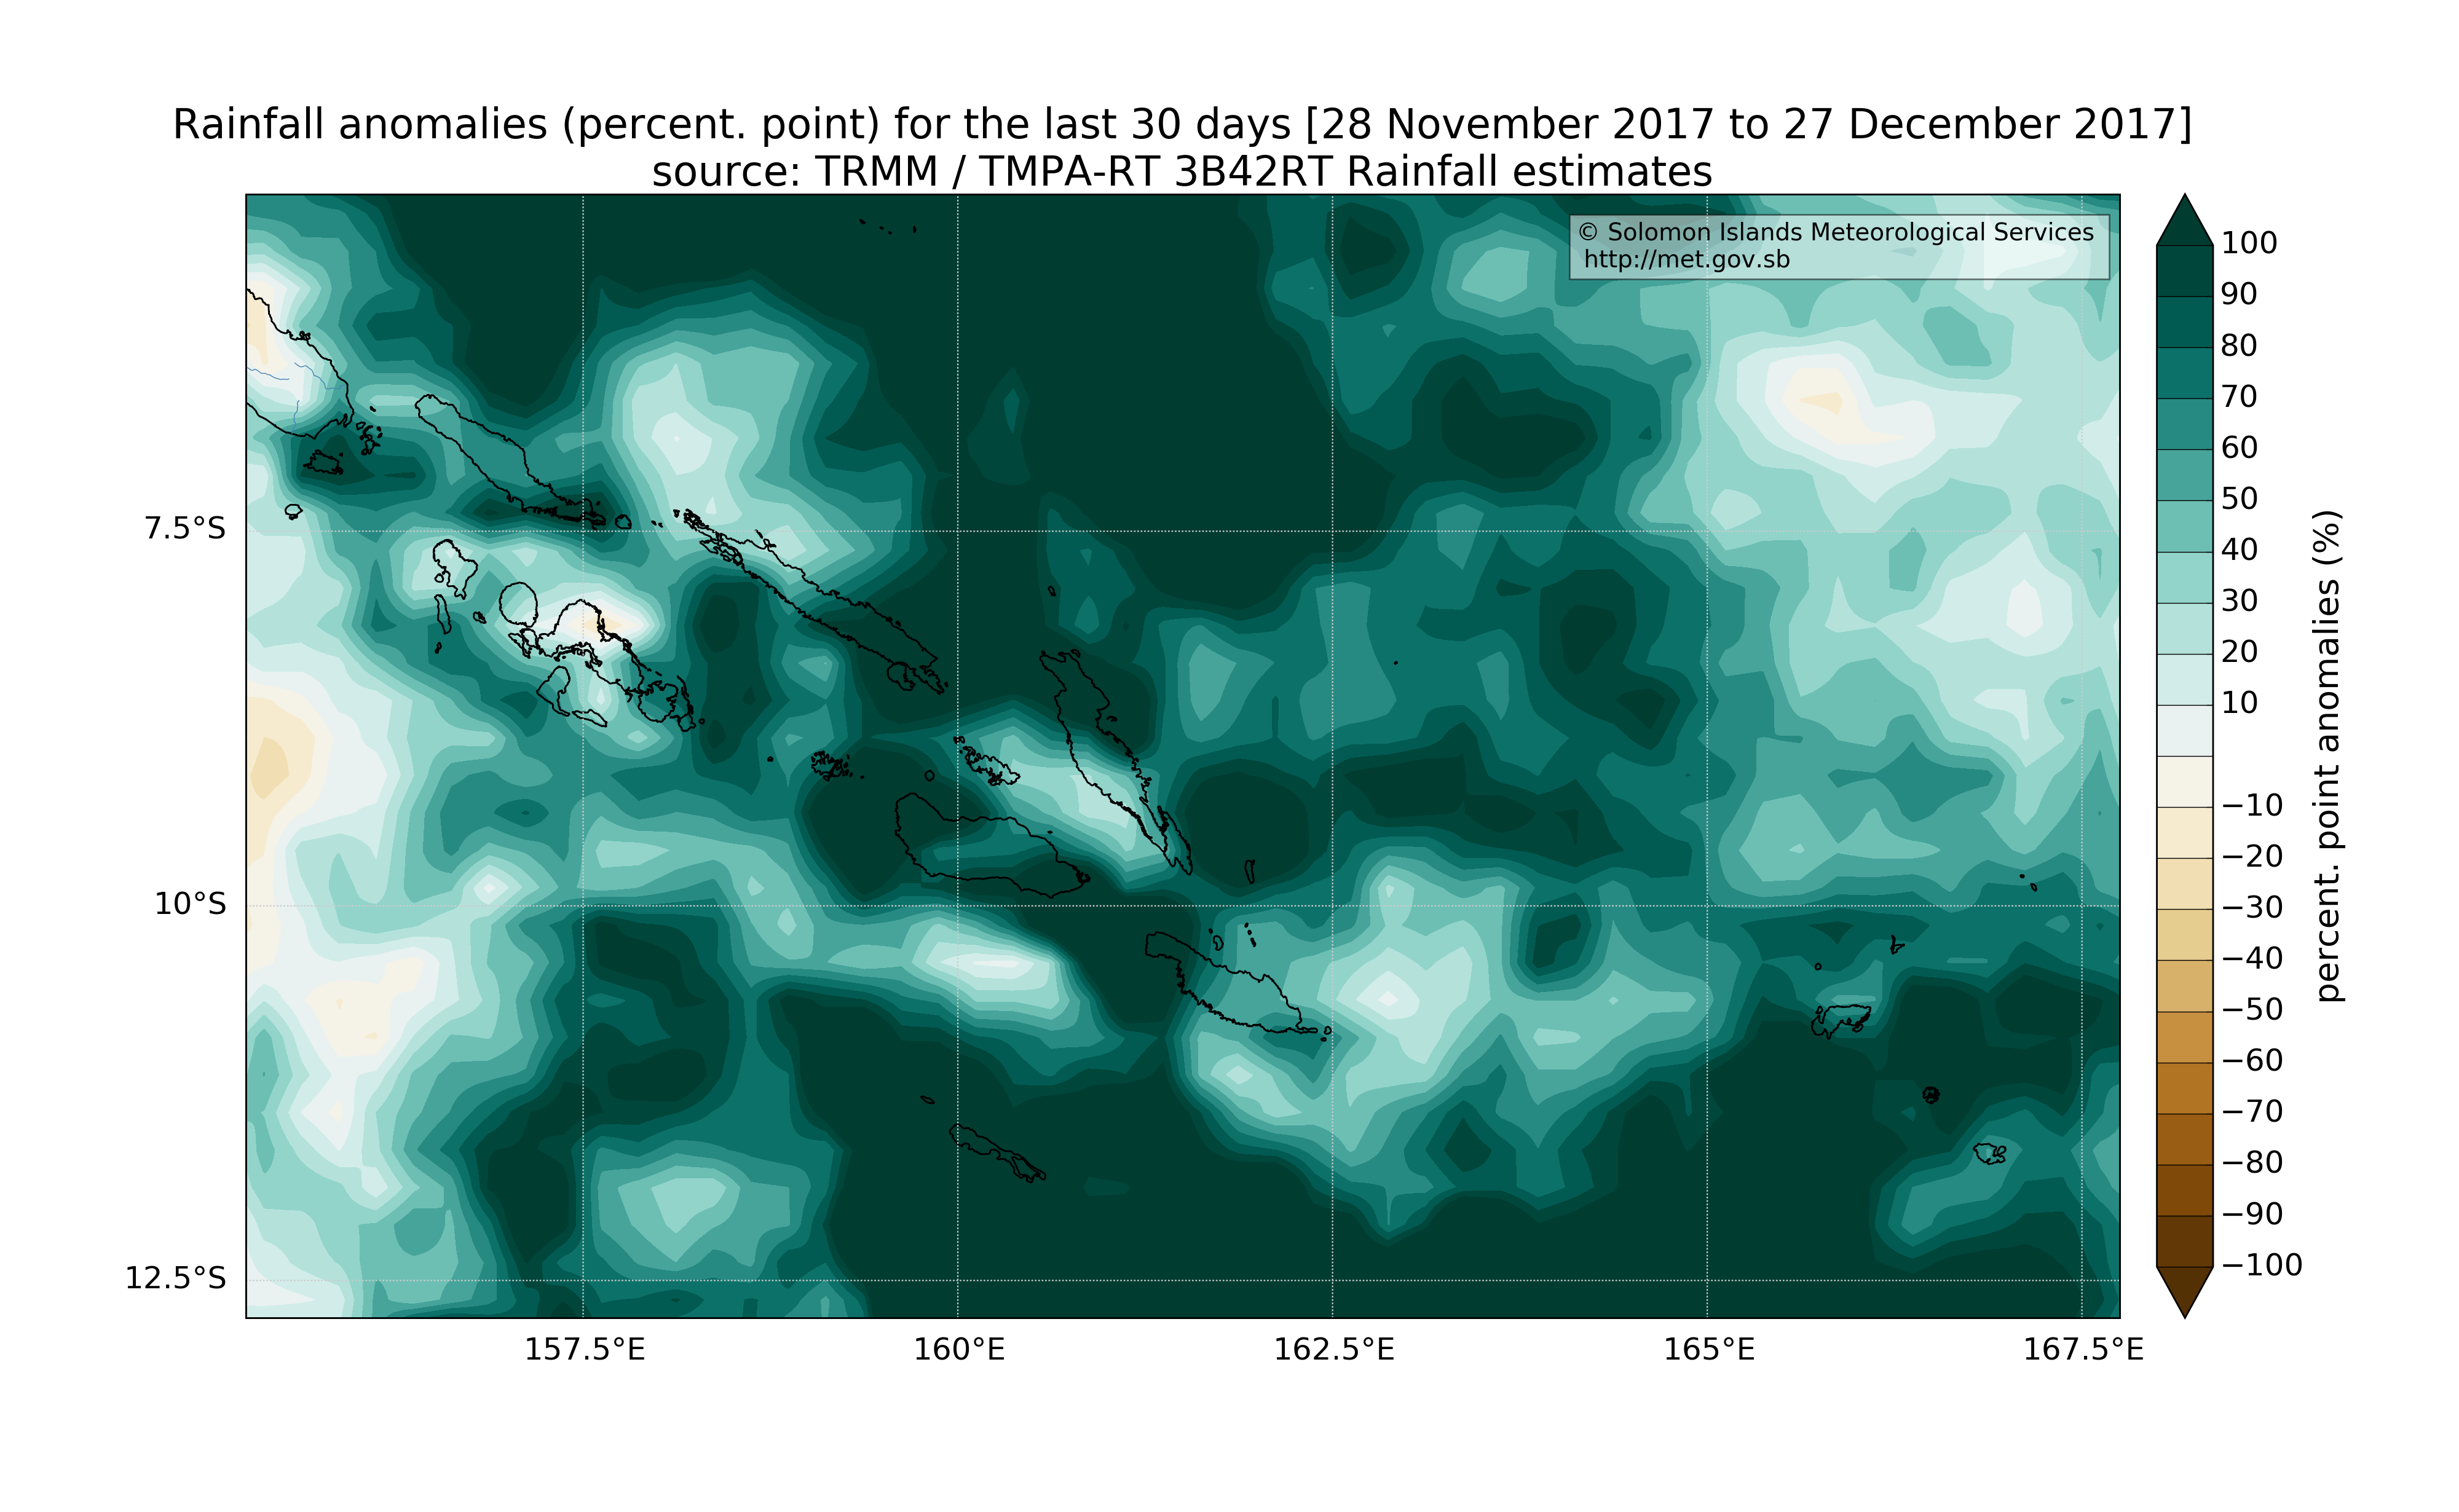 Rainfall anomalies (percent. point) for the last 30 days [28 November 2017 to 27 December 2017]
source: TRMM / TMPA-RT 3B42RT Rainfall estimates
© Solomon Islands Meteorological Services
http://met.gov.sb
7.5°S
10°S
12.5°S
157.5°E
160°E
162.5°E
165°E
167.5°E
100
90
80
70
60
50
40
30
20
10
−10
−20
−30
−40
−50
−60
−70
−80
−90
−100
percent. point anomalies (%)